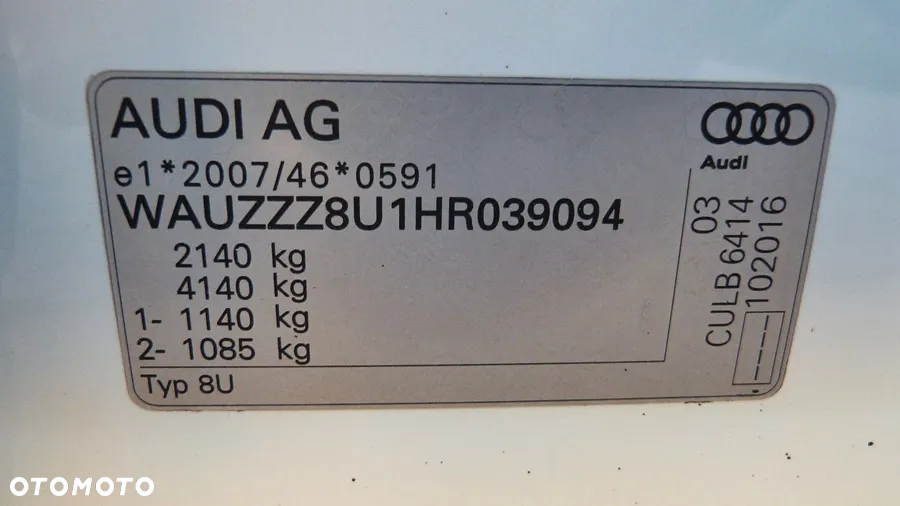 AUDI AG
Audi
e1*2007/46*0591
WAUZZZ8U1HR039094
2140 kg
4140 kg
1- 1140 kg
2- 1085 kg
Typ 8U
03
CULB 6414
102016
-----
OTOMOTO